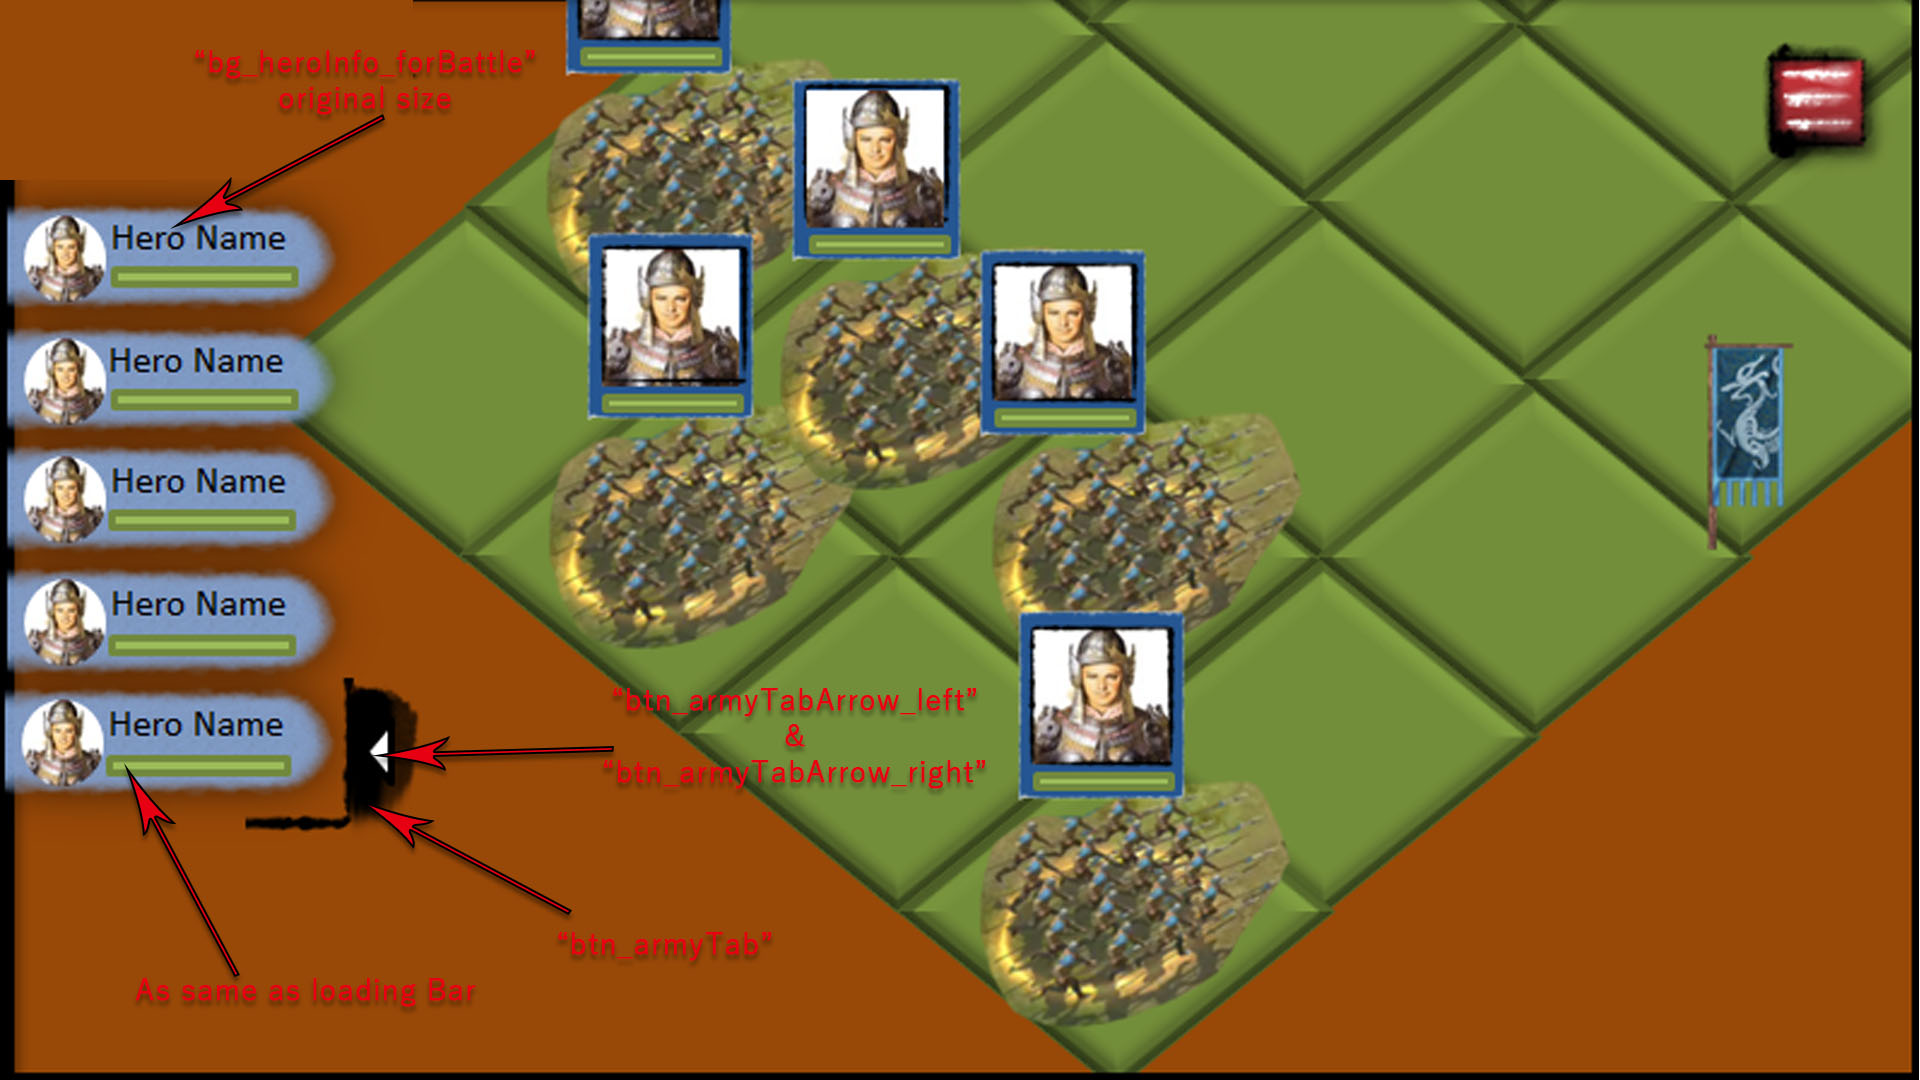 “bg_heroInfo_forBattle”
original size
Hero Name
Hero Name
Hero Name
Hero Name
Hero Name
“btn_armyTabArrow_left”
&
“btn_armyTabArrow_right”
“btn_armyTab”
As same as loading Bar